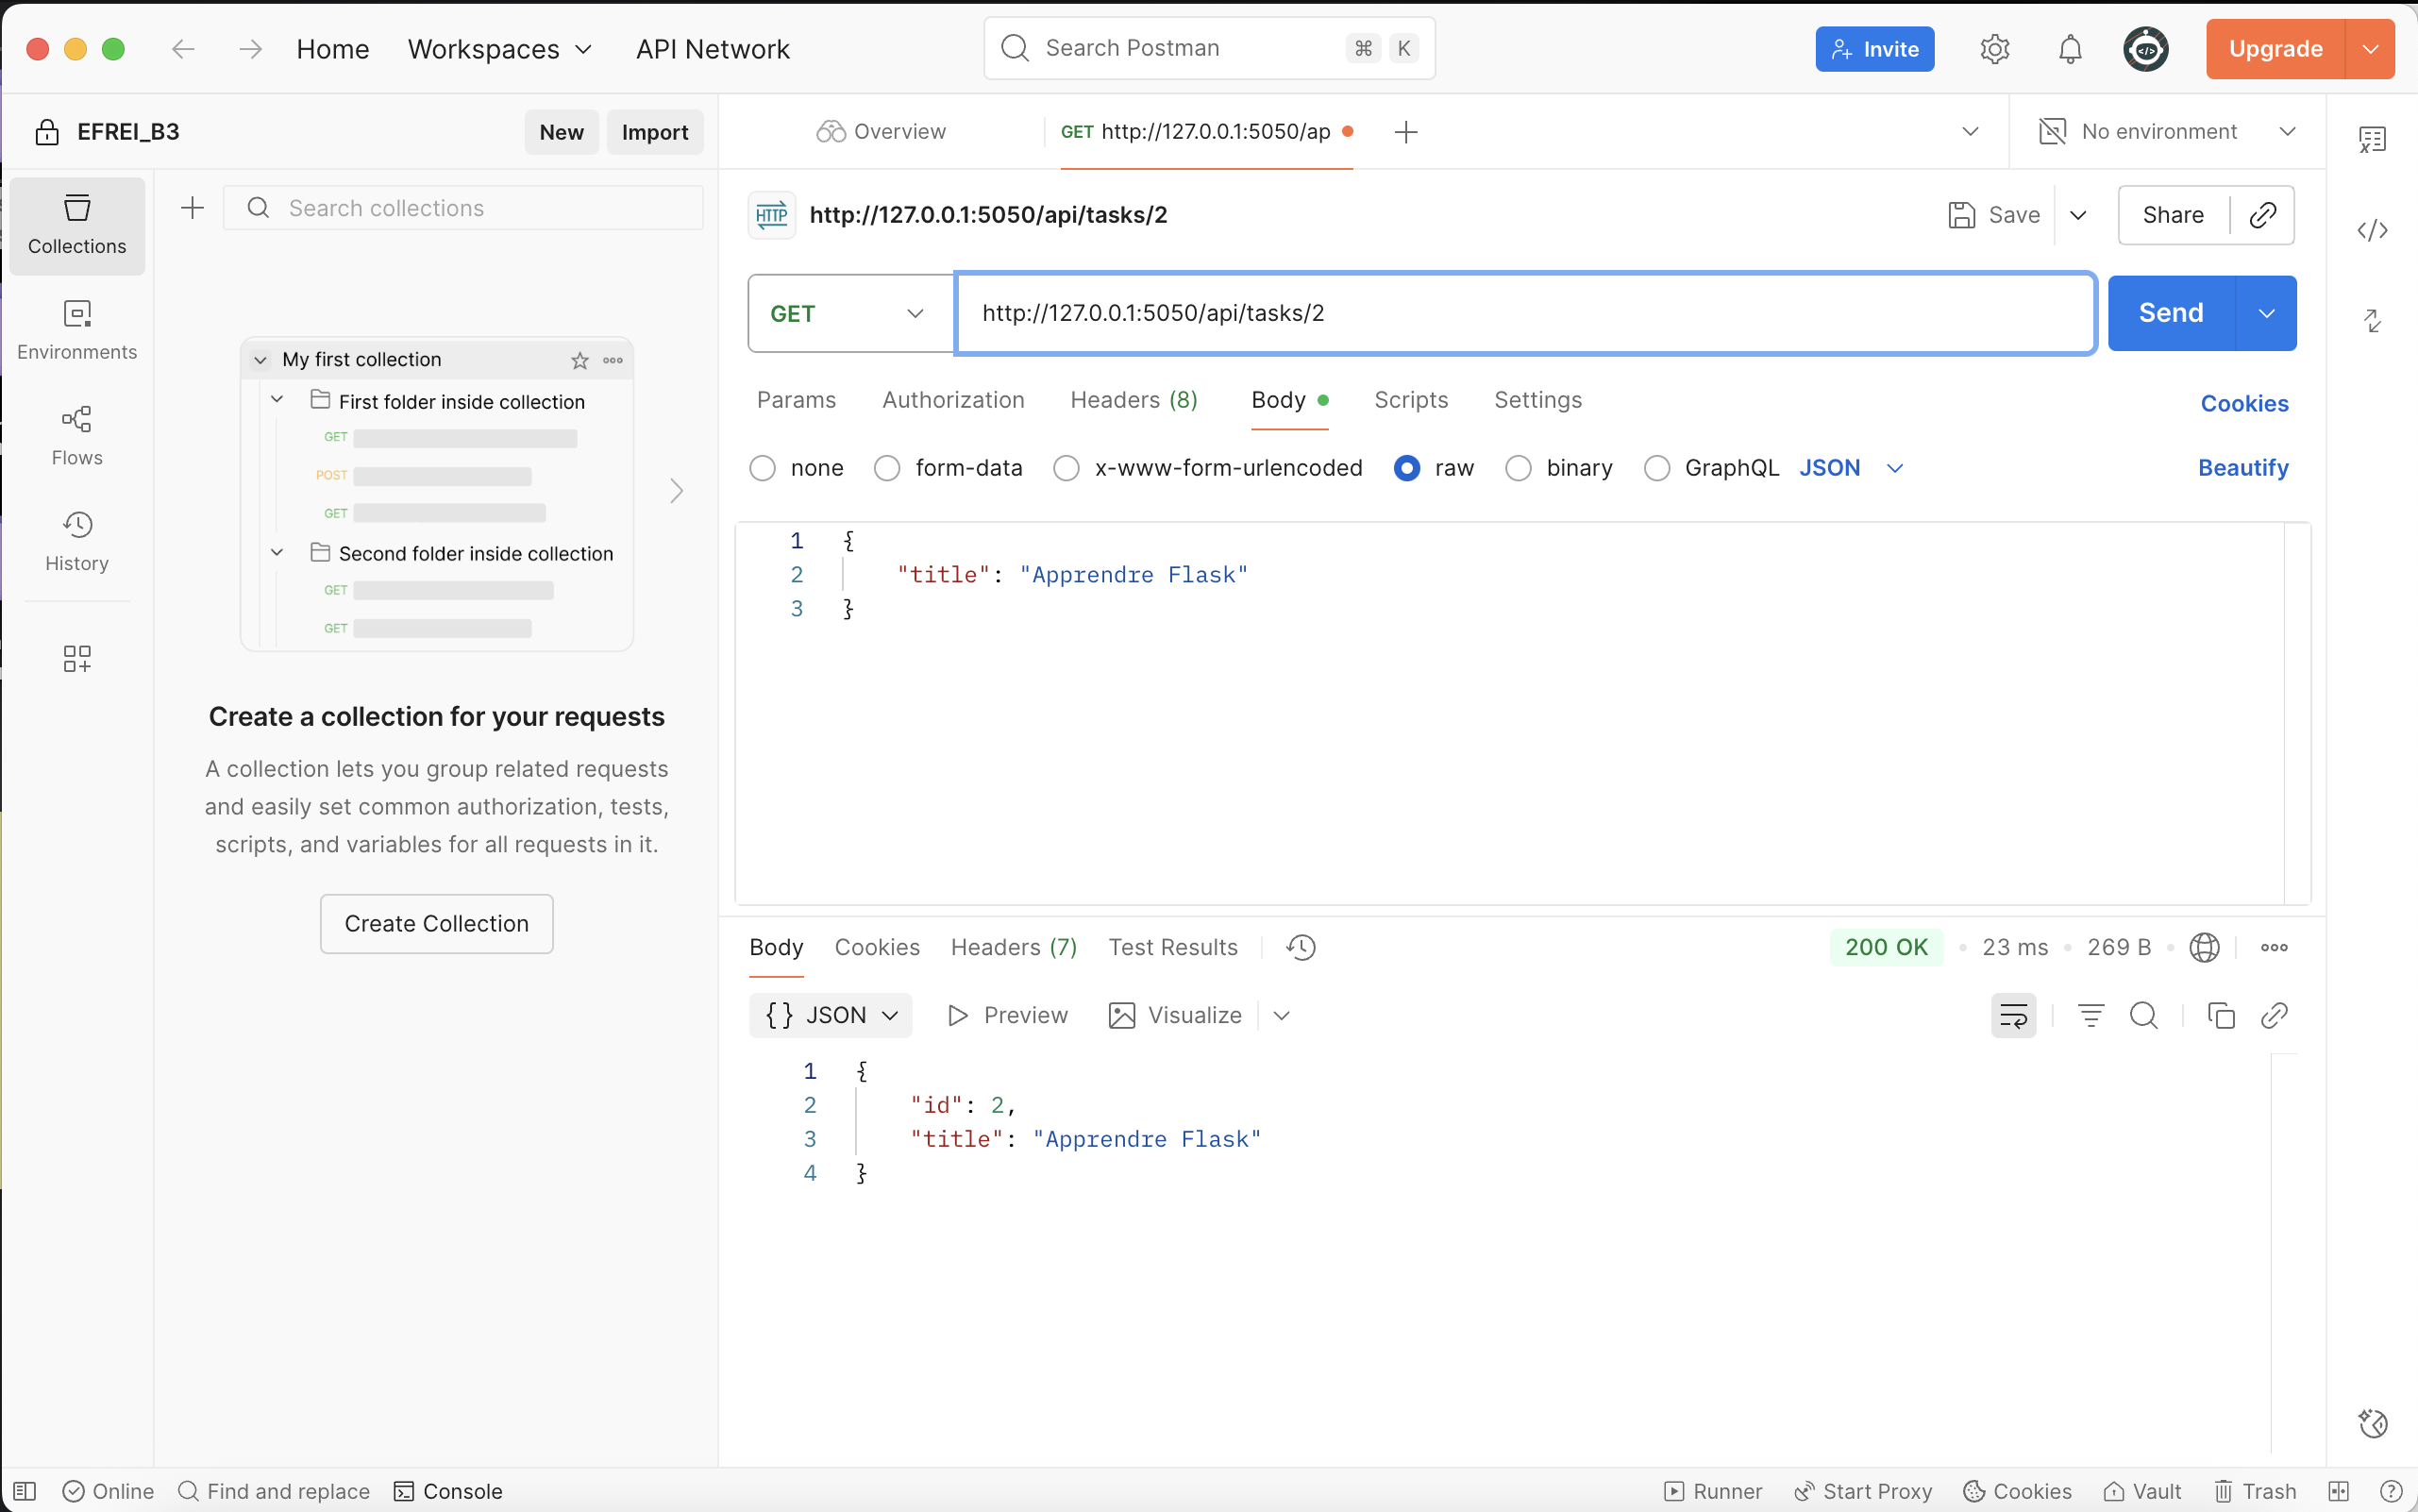 Home Workspaces API Network Search Postman ⌘ K Invite Upgrade
EFREI_B3 New Import Overview GET http://127.0.0.1:5050/ap No environment
Collections
Environments
Flows
History
Search collections
My first collection
First folder inside collection
GET
POST
GET
Second folder inside collection
GET
GET
Create a collection for your requests
A collection lets you group related requests
and easily set common authorization, tests,
scripts, and variables for all requests in it.
Create Collection
HTTP http://127.0.0.1:5050/api/tasks/2 Save Share
GET http://127.0.0.1:5050/api/tasks/2 Send
Params Authorization Headers (8) Body Scripts Settings Cookies
none form-data x-www-form-urlencoded raw binary GraphQL JSON Beautify
1 {
2 "title": "Apprendre Flask"
3 }
Body Cookies Headers (7) Test Results 200 OK 23 ms 269 B
{} JSON Preview Visualize
1 {
2 "id": 2,
3 "title": "Apprendre Flask"
4 }
Online Find and replace Console Runner Start Proxy Cookies Vault Trash